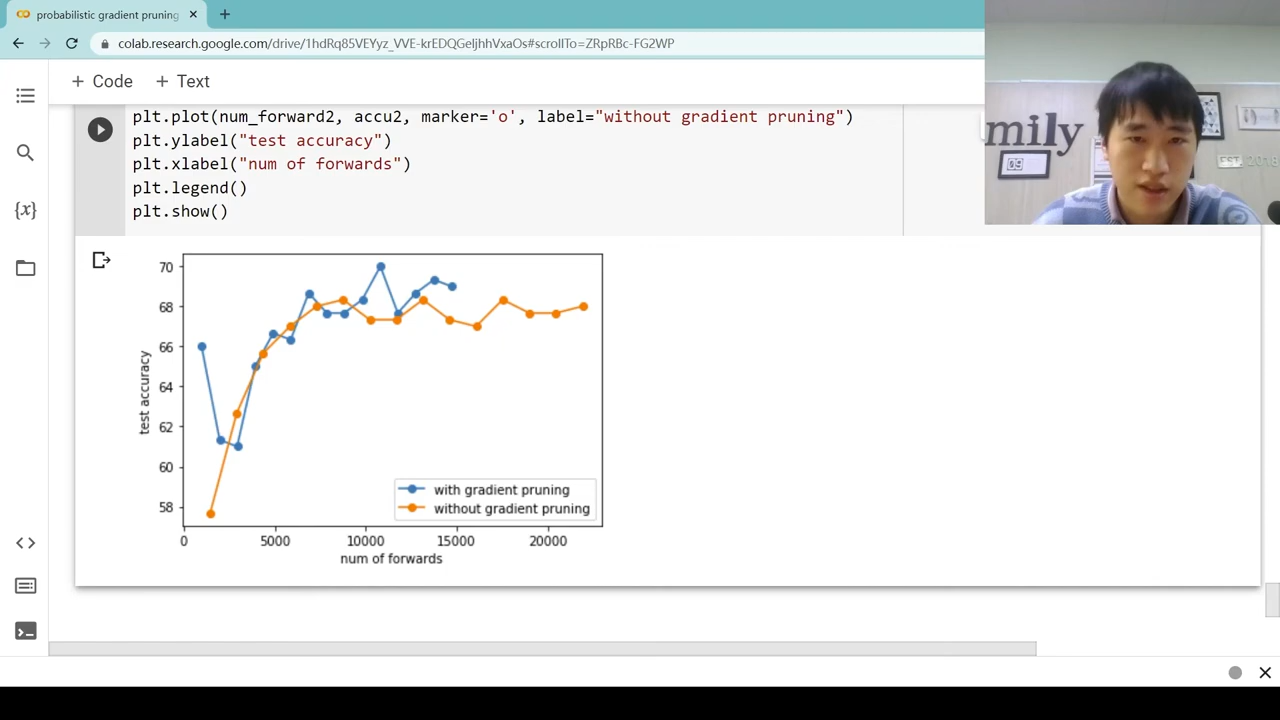 probabilistic gradient pruning
colab.research.google.com/drive/1hdRq85VEYyz_VVE-krEDQGeljhhVxaOs#scrollTo=ZRpRBc-FG2WP
+ Code + Text
plt.plot(num_forward2, accu2, marker='o', label="without gradient pruning")
plt.ylabel("test accuracy")
plt.xlabel("num of forwards")
plt.legend()
plt.show()
{x}
70
68
66
64
62
60
58
test accuracy
with gradient pruning
without gradient pruning
0 5000 10000 15000 20000
num of forwards
mily
EST. 2018